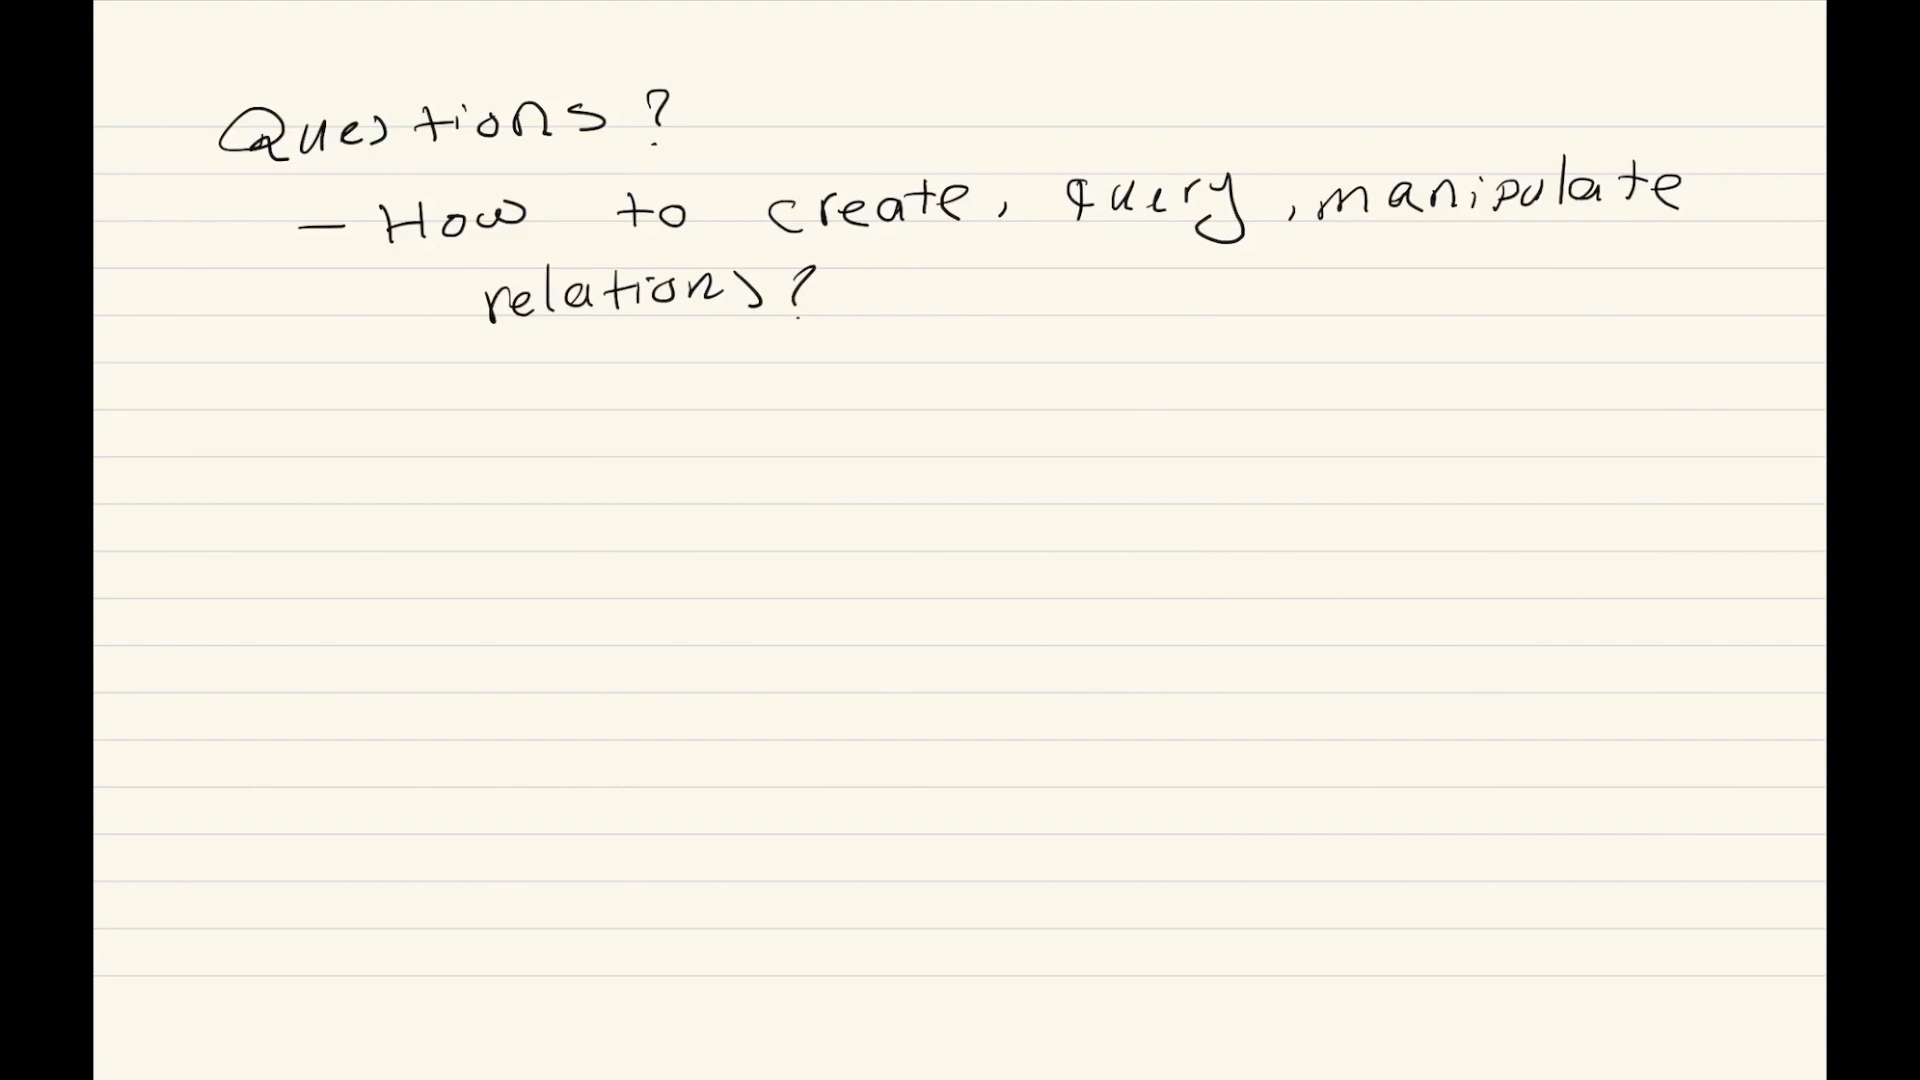 Questions?
- How to create, query, manipulate
relations?